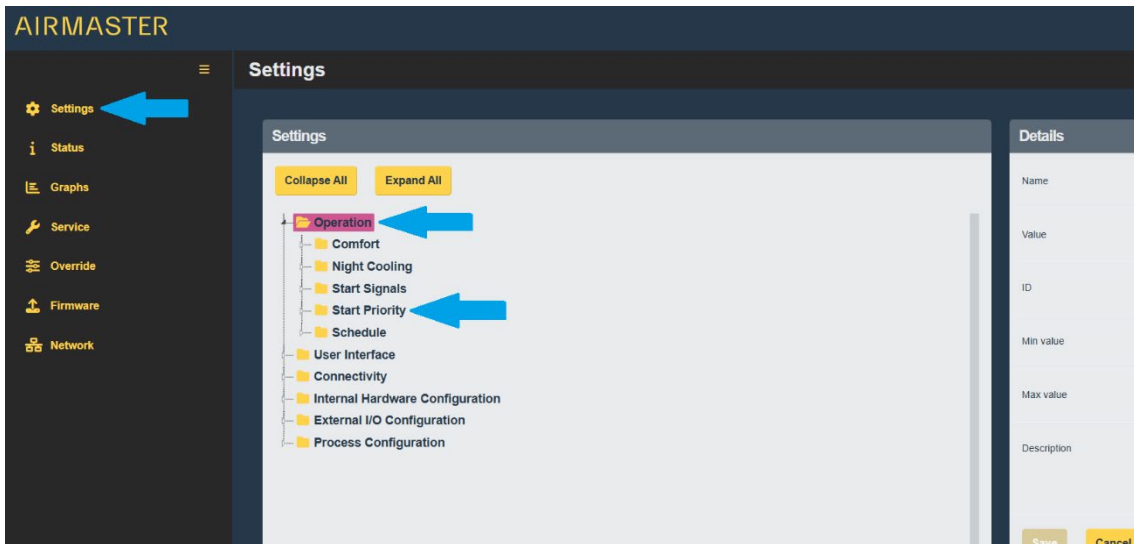 AIRMASTER
Settings
Settings
Status
Graphs
Service
Override
Firmware
Network
Settings
Collapse All
Expand All
Operation
Comfort
Night Cooling
Start Signals
Start Priority
Schedule
User Interface
Connectivity
Internal Hardware Configuration
External I/O Configuration
Process Configuration
Details
Name
Value
ID
Min value
Max value
Description
Save
Cancel